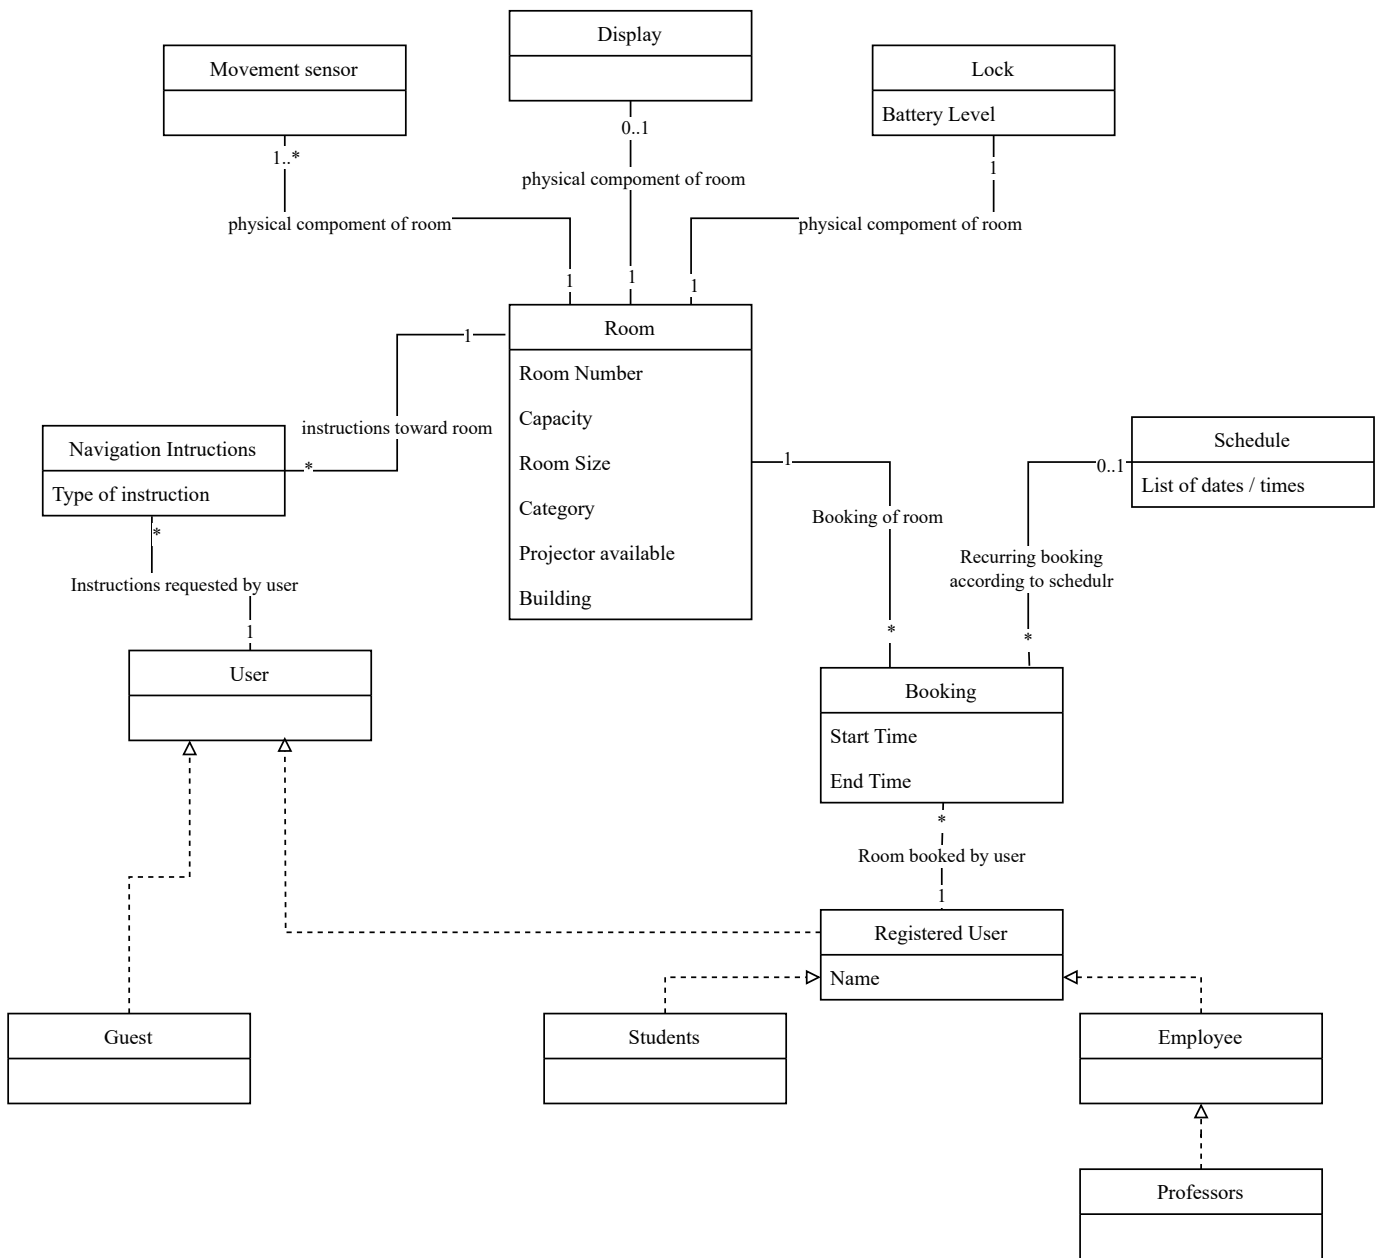 Display
Movement sensor
Lock
Battery Level
0..1
1..*
1
physical compoment of room
physical compoment of room
physical compoment of room
1
1
1
Room
1
Room Number
Capacity
instructions toward room
Schedule
Navigation Intructions
Room Size
1
0..1
*
List of dates / times
Type of instruction
Category
Booking of room
*
Projector available
Recurring booking
according to schedulr
Instructions requested by user
Building
1
*
*
User
Booking
Start Time
End Time
*
Room booked by user
1
Registered User
Name
Guest
Students
Employee
Professors